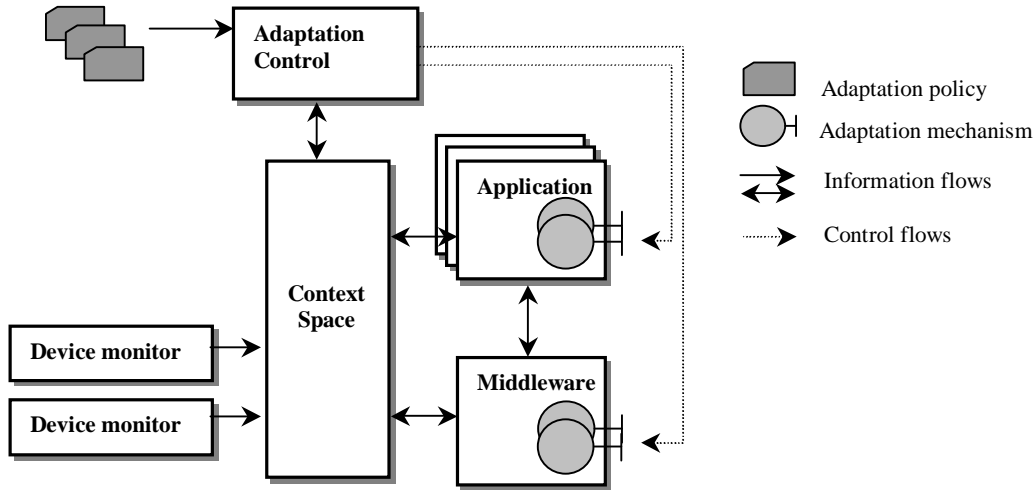 Adaptation
Control
Adaptation policy
Adaptation mechanism
Information flows
Control flows
Application
Context
Space
Device monitor
Device monitor
Middleware